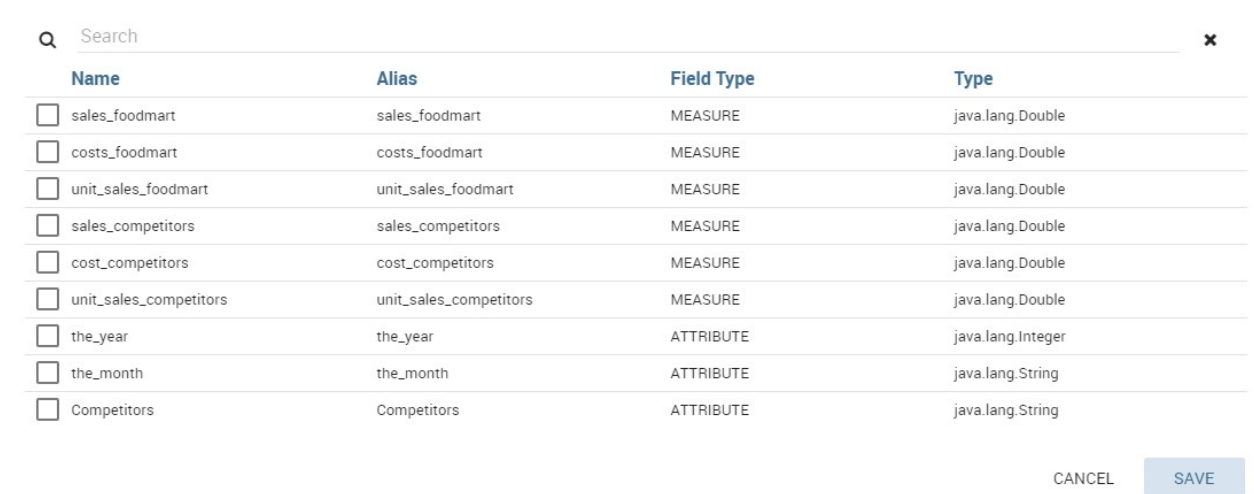 Search
Name Alias Field Type Type
sales_foodmart sales_foodmart MEASURE java.lang.Double
costs_foodmart costs_foodmart MEASURE java.lang.Double
unit_sales_foodmart unit_sales_foodmart MEASURE java.lang.Double
sales_competitors sales_competitors MEASURE java.lang.Double
cost_competitors cost_competitors MEASURE java.lang.Double
unit_sales_competitors unit_sales_competitors MEASURE java.lang.Double
the_year the_year ATTRIBUTE java.lang.Integer
the_month the_month ATTRIBUTE java.lang.String
Competitors Competitors ATTRIBUTE java.lang.String
CANCEL SAVE